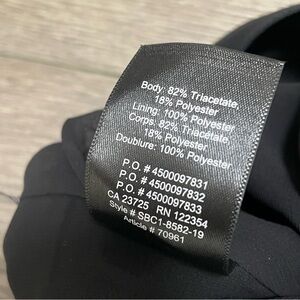 Body: 82% Triacetate
18% Polyester
Lining: 100% Polyester
Corps: 82% Triacétate
18% Polyester
Doublure: 100% Polyester
P.O. # 4500097831
P.O. # 4500097832
P.O. # 4500097833
CA 23725 RN 122354
Style # SBC1-8582-19
Article # 70961